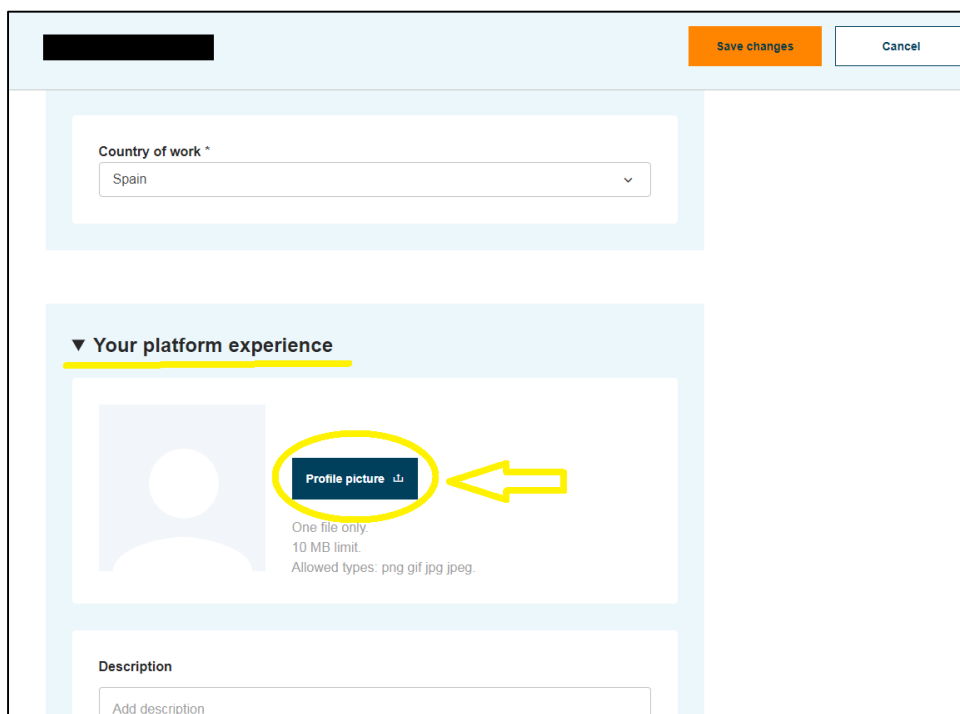 Save changes
Cancel
Country of work *
Spain
Your platform experience
Profile picture
One file only.
10 MB limit.
Allowed types: png gif jpg jpeg.
Description
Add description